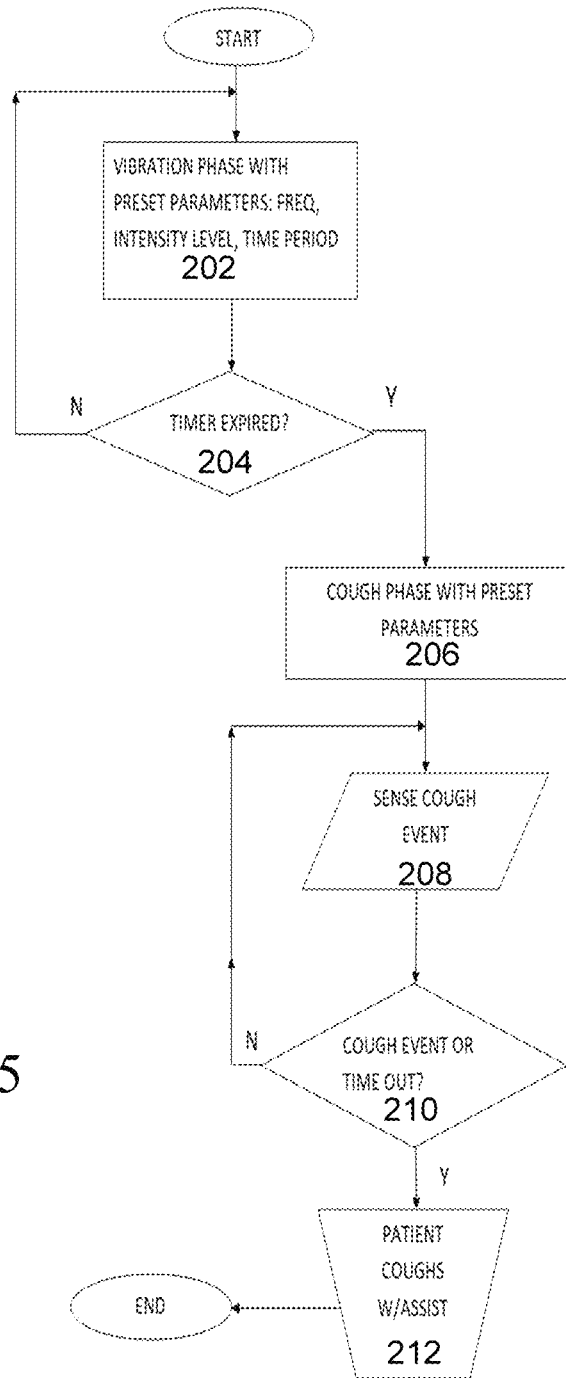 START
VIBRATION PHASE WITH
PRESET PARAMETERS: FREQ,
INTENSITY LEVEL, TIME PERIOD
202
N
Y
TIMER EXPIRED?
204
COUGH PHASE WITH PRESET
PARAMETERS
206
SENSE COUGH
EVENT
208
N
COUGH EVENT OR
TIME OUT?
210
5
Y
PATIENT
COUGHS
W/ASSIST
212
END